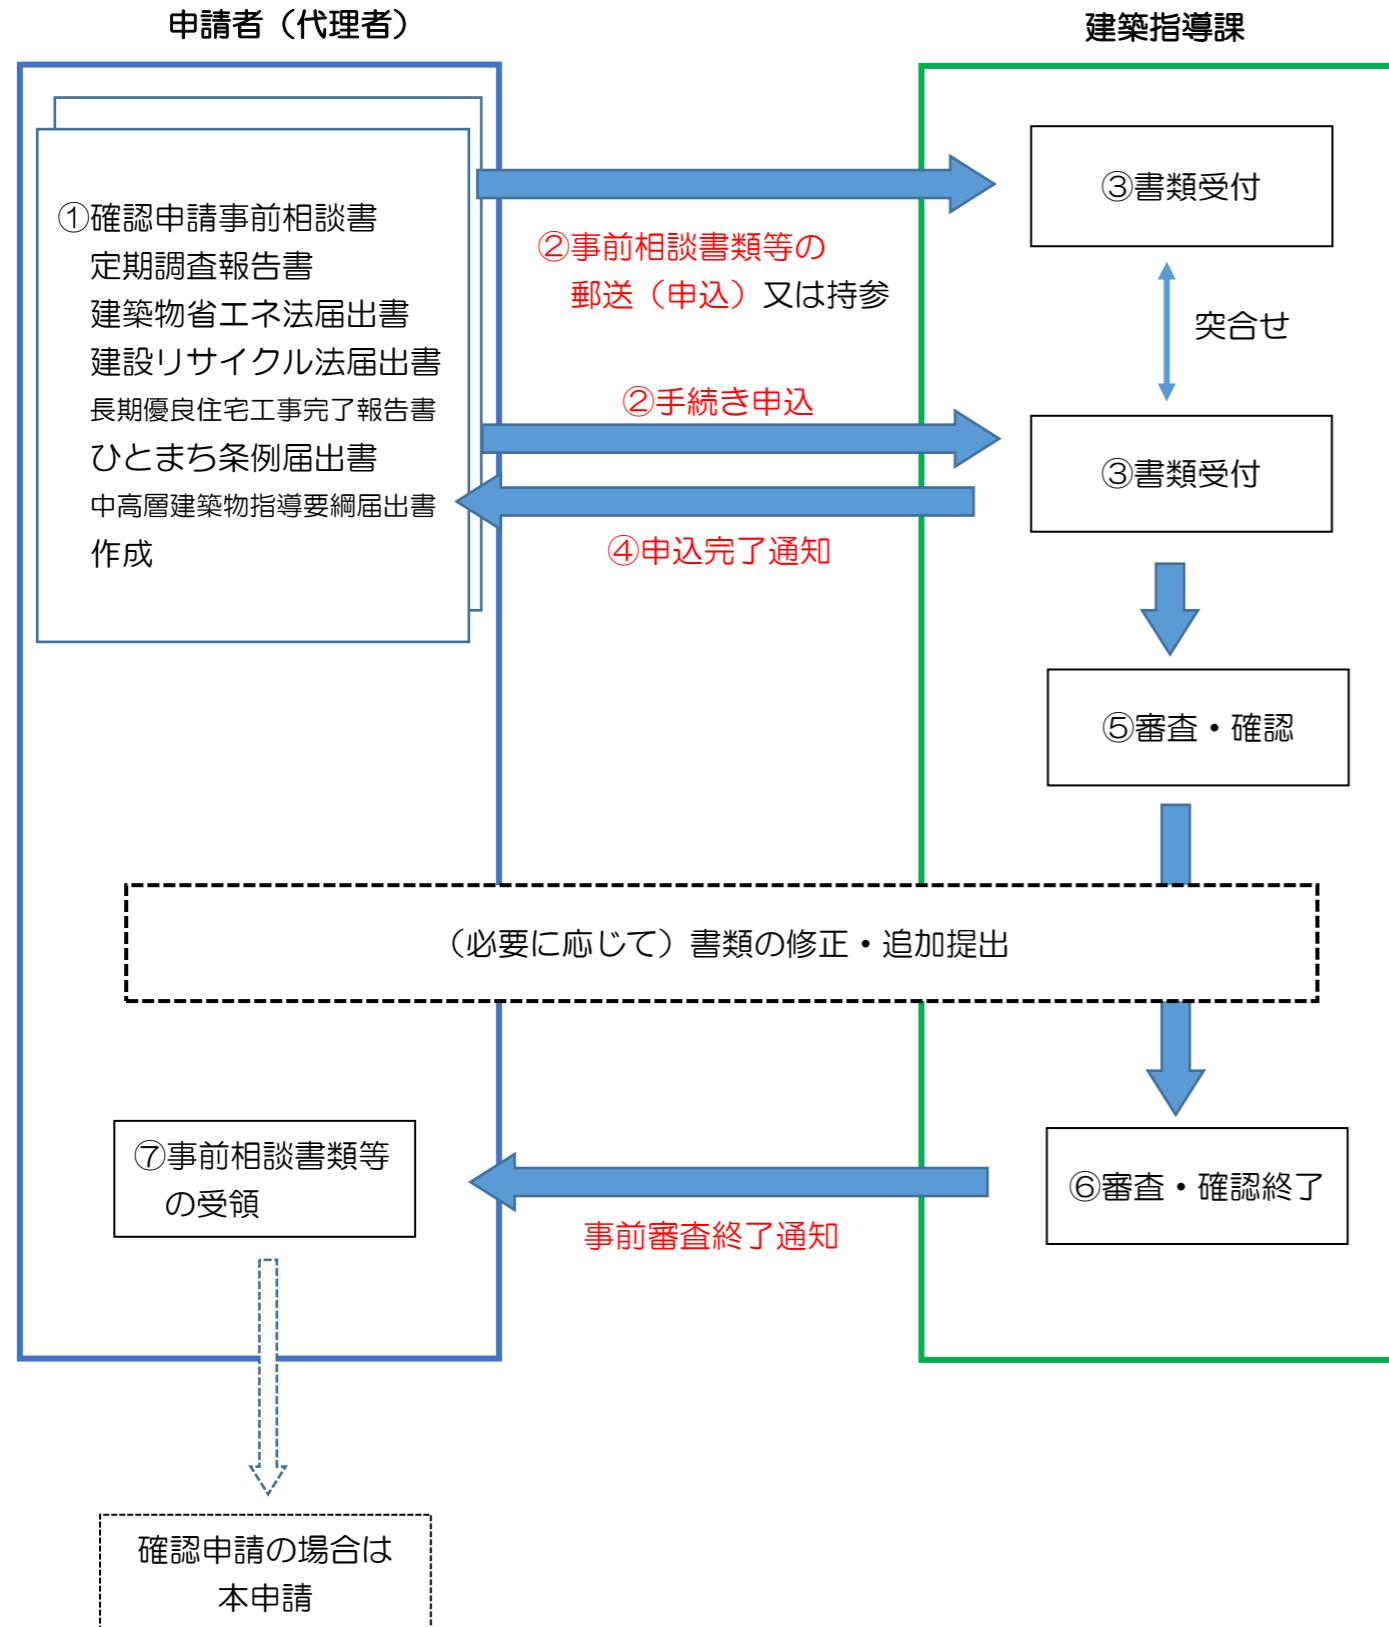 申請者（代理者）
建築指導課
①確認申請事前相談書
定期調査報告書
建築物省エネ法届出書
建設リサイクル法届出書
長期優良住宅工事完了報告書
ひとまち条例届出書
中高層建築物指導要綱届出書
作成
②事前相談書類等の
郵送（申込）又は持参
③書類受付
突合せ
②手続き申込
③書類受付
④申込完了通知
⑤審査・確認
（必要に応じて）書類の修正・追加提出
⑥審査・確認終了
事前審査終了通知
⑦事前相談書類等
の受領
確認申請の場合は
本申請